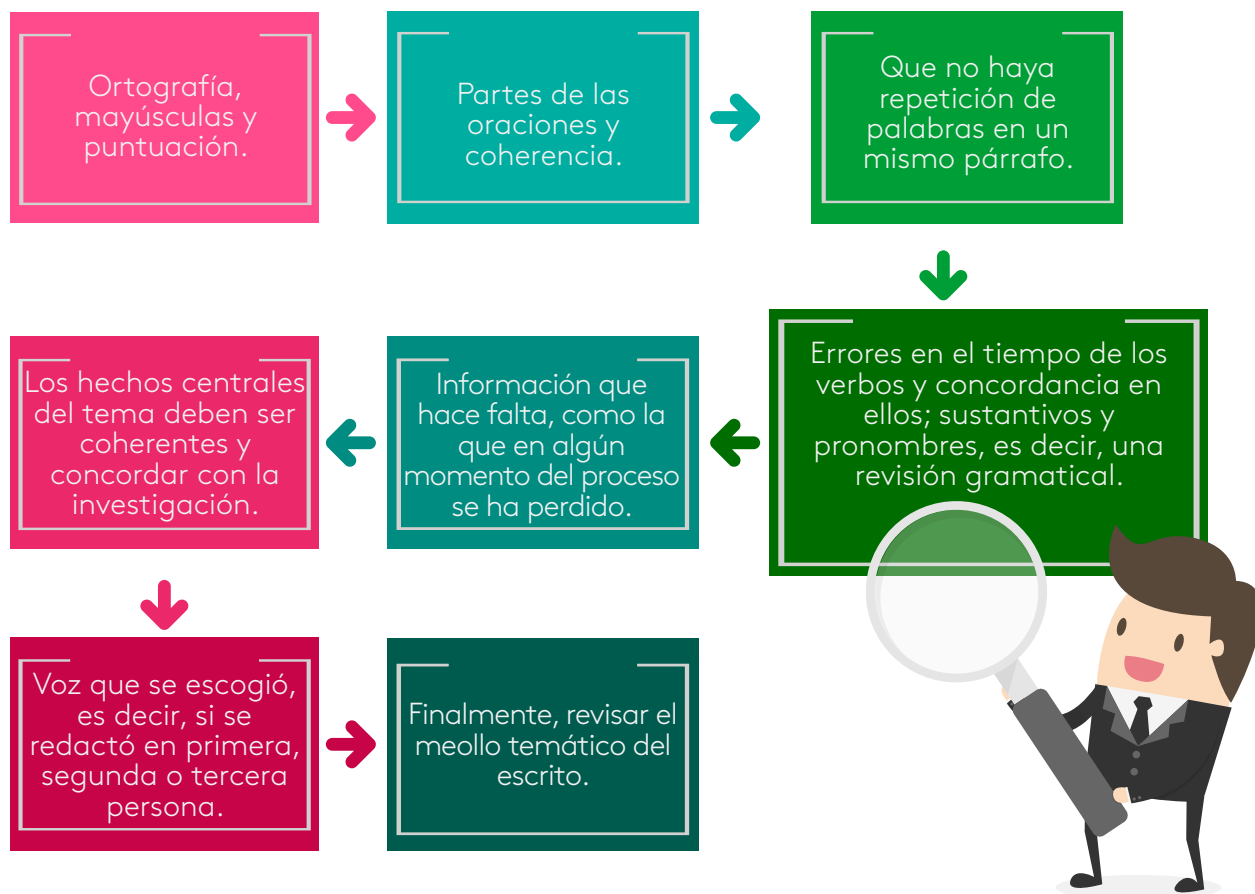 Ortografía,
mayúsculas y
puntuación.
Partes de las
oraciones y
coherencia.
Que no haya
repetición de
palabras en un
mismo párrafo.
Errores en el tiempo de los
verbos y concordancia en
ellos; sustantivos y
pronombres, es decir, una
revisión gramatical.
Información que
hace falta, como la
que en algún
momento del proceso
se ha perdido.
Los hechos centrales
del tema deben ser
coherentes y
concordar con la
investigación.
Voz que se escogió,
es decir, si se
redactó en primera,
segunda o tercera
persona.
Finalmente, revisar el
meollo temático del
escrito.